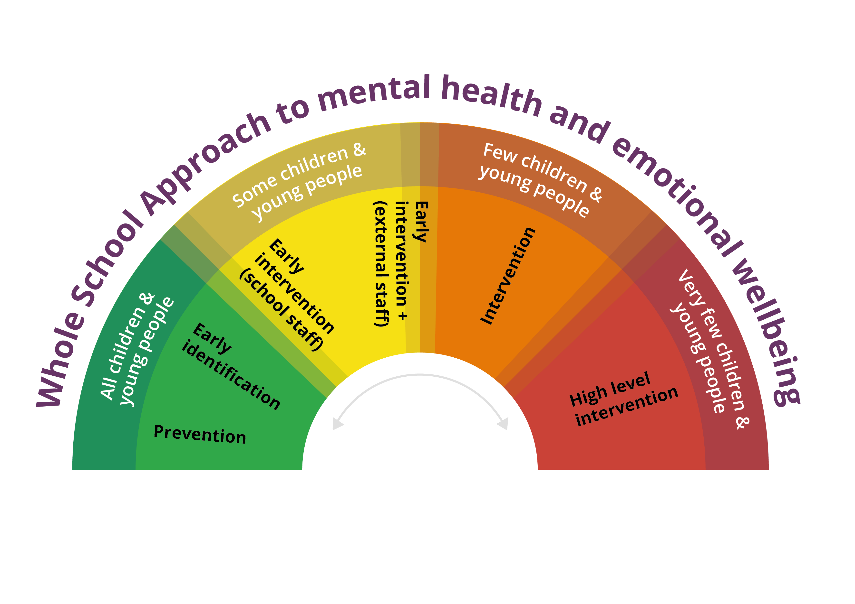 Whole School Approach to mental health and emotional wellbeing
All children &
young people
Prevention
Early
identification
Some children &
young people
Early
intervention
(school staff)
Early
intervention +
(external staff)
Few children &
young people
Intervention
Very few children &
young people
High level
intervention